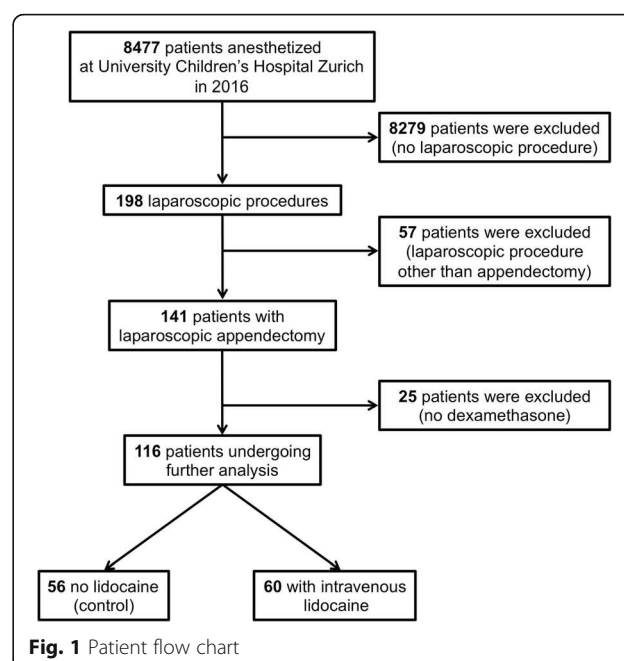 8477 patients anesthetized
at University Children's Hospital Zurich
in 2016
8279 patients were excluded
(no laparoscopic procedure)
198 laparoscopic procedures
57 patients were excluded
(laparoscopic procedure
other than appendectomy)
141 patients with
laparoscopic appendectomy
25 patients were excluded
(no dexamethasone)
116 patients undergoing
further analysis
56 no lidocaine
(control)
60 with intravenous
lidocaine
Fig. 1 Patient flow chart